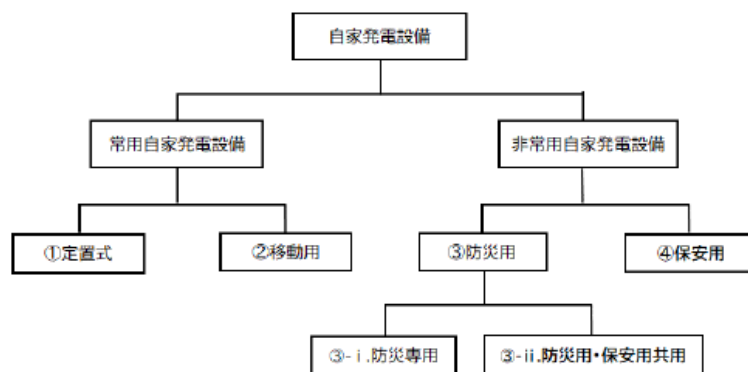 自家発電設備
常用自家発電設備
非常用自家発電設備
①定置式
②移動用
③防災用
④保安用
③-ⅰ.防災専用
③-ⅱ.防災用・保安用共用